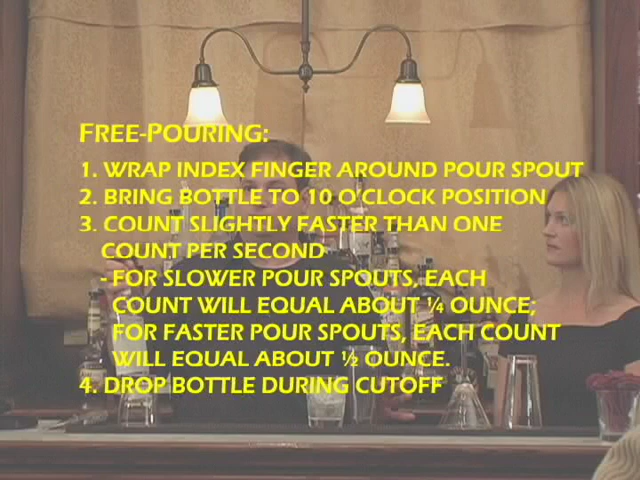 FREE-POURING:
1. WRAP INDEX FINGER AROUND POUR SPOUT
2. BRING BOTTLE TO 10 O'CLOCK POSITION
3. COUNT SLIGHTLY FASTER THAN ONE
COUNT PER SECOND
- FOR SLOWER POUR SPOUTS, EACH
COUNT WILL EQUAL ABOUT ¼ OUNCE;
FOR FASTER POUR SPOUTS, EACH COUNT
WILL EQUAL ABOUT ½ OUNCE.
4. DROP BOTTLE DURING CUTOFF